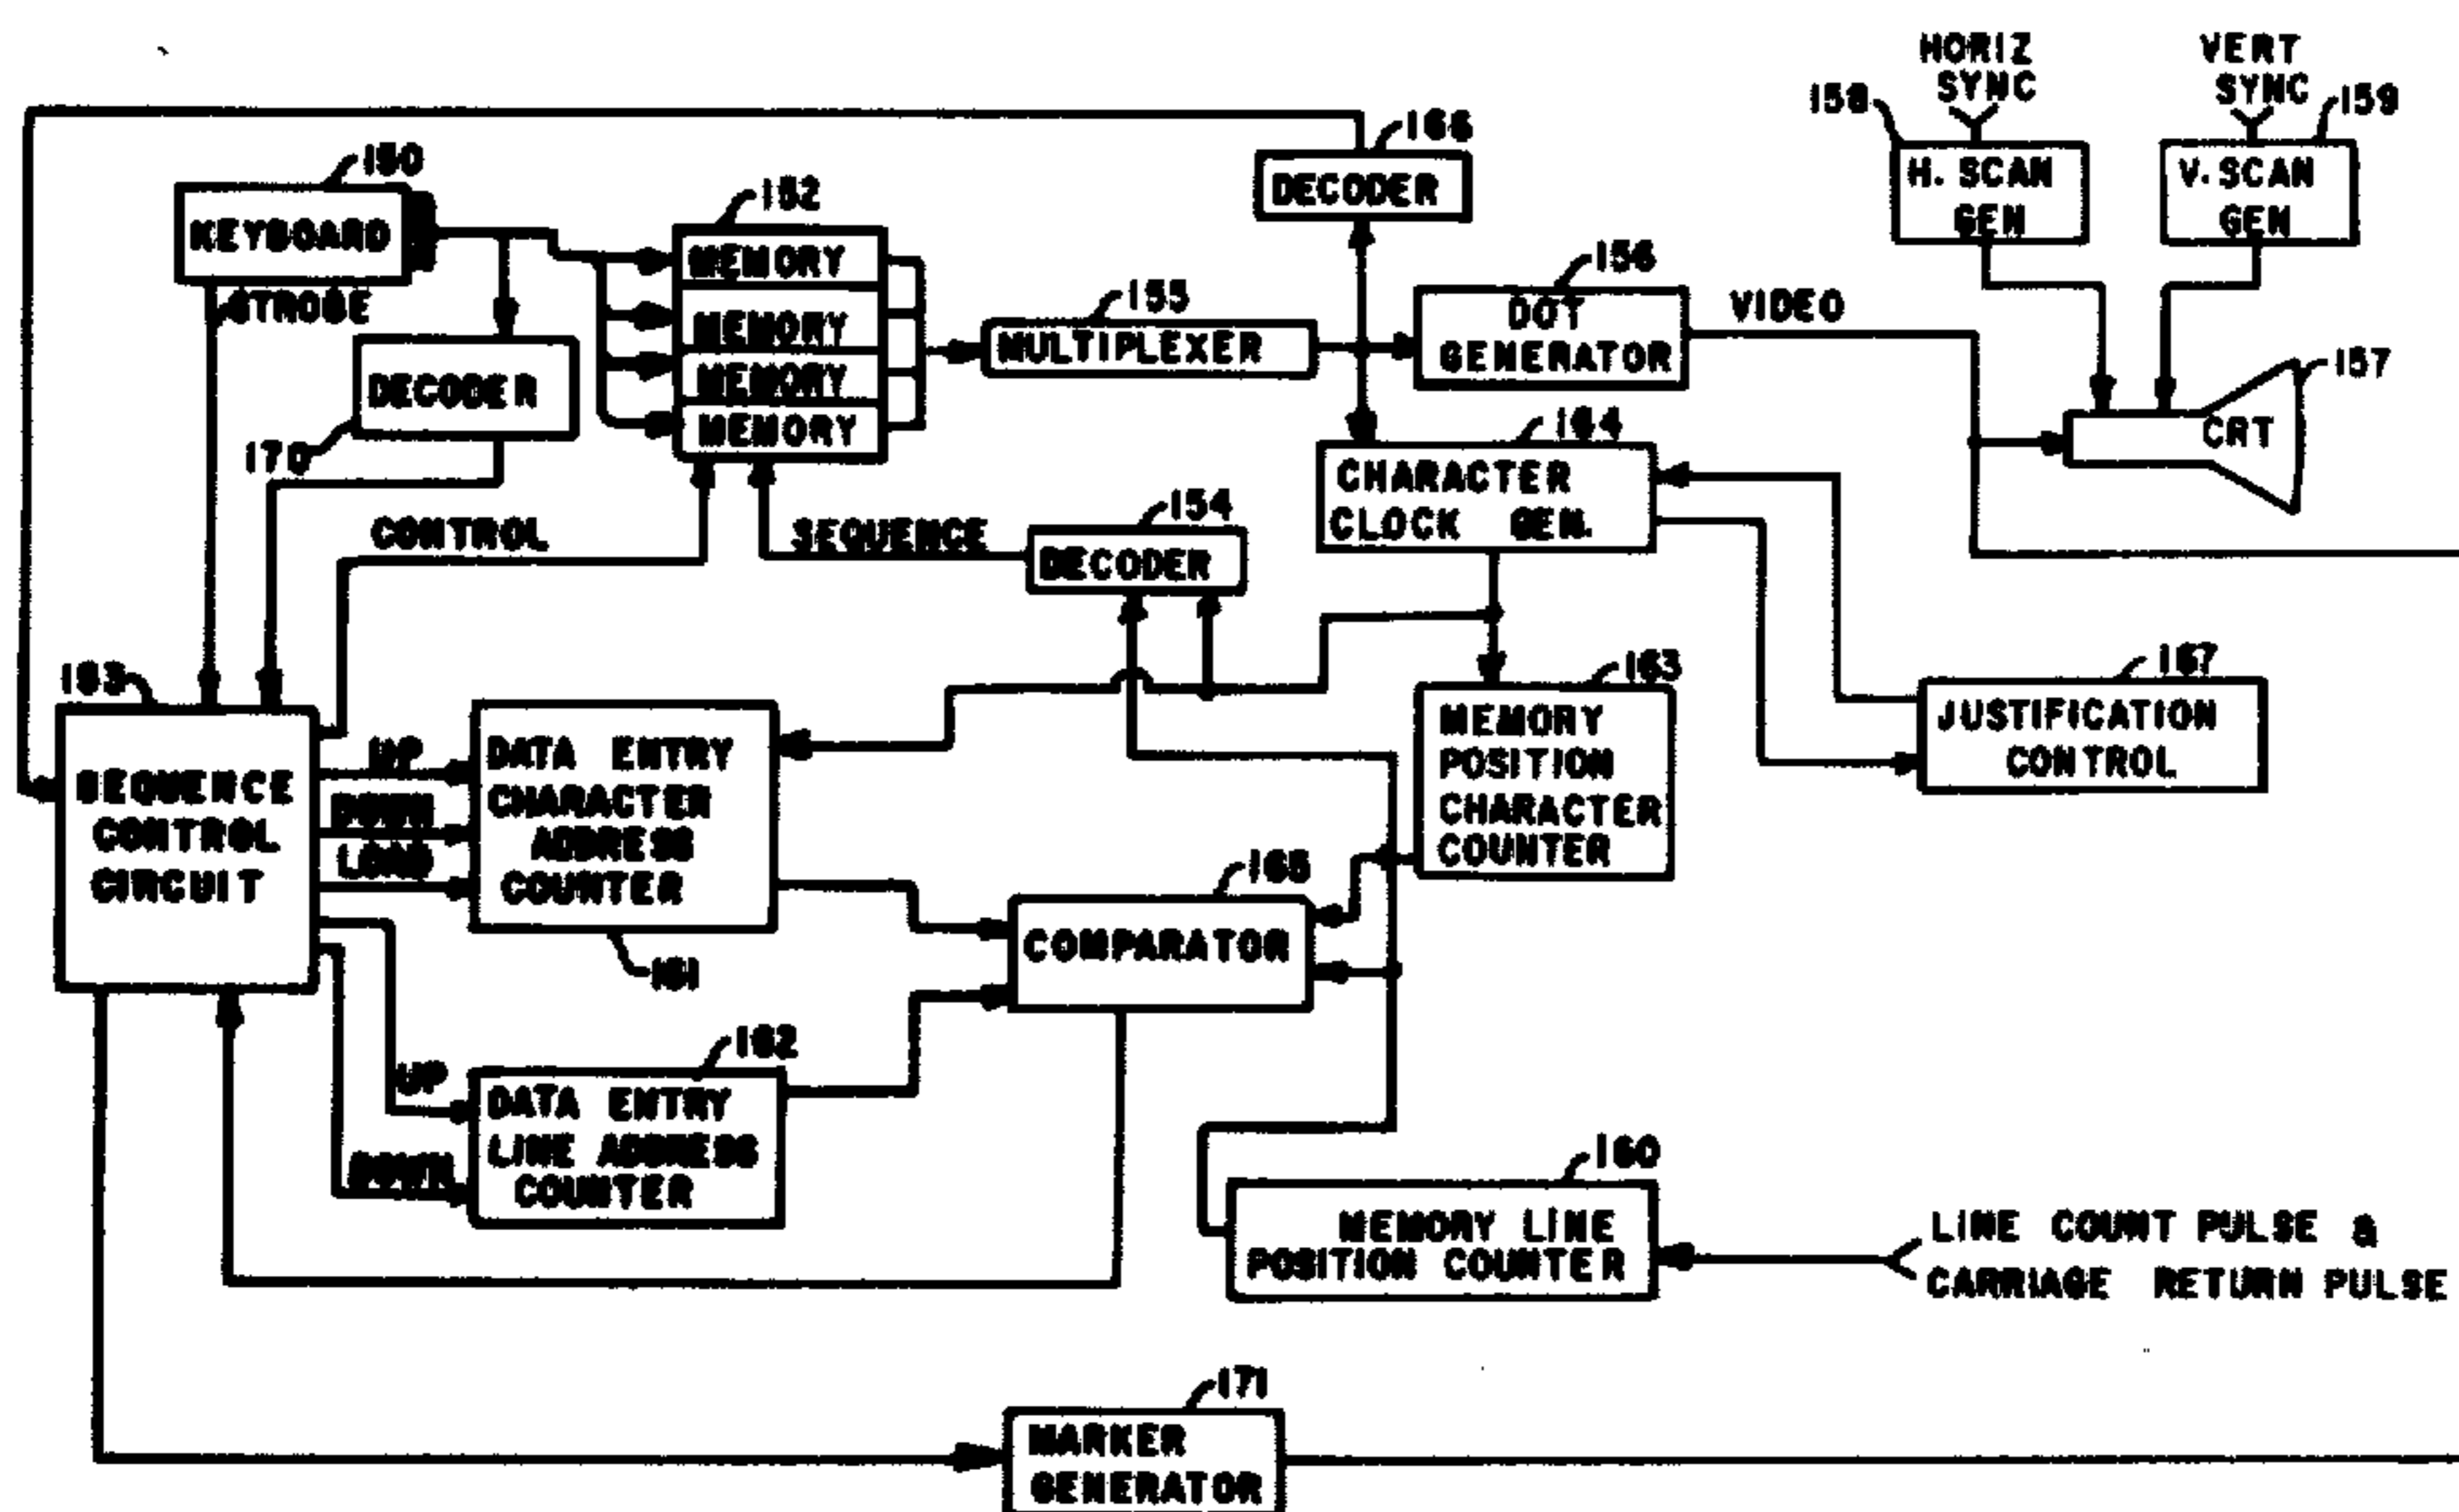 HORIZ
SYNC
VERT
SYNC
158
159
H. SCAN
GEN
V. SCAN
GEN
166
DECODER
150
KEYBOARD
STROBE
152
MEMORY
MEMORY
MEMORY
MEMORY
155
MULTIPLEXER
156
DOT
GENERATOR
VIDEO
157
CRT
DECODER
170
164
CHARACTER
CLOCK GEN.
CONTROL
SEQUENCE
154
DECODER
153
SEQUENCE
CONTROL
CIRCUIT
UP
DOWN
LOAD
DATA ENTRY
CHARACTER
ADDRESS
COUNTER
161
163
MEMORY
POSITION
CHARACTER
COUNTER
167
JUSTIFICATION
CONTROL
165
COMPARATOR
UP
DOWN
162
DATA ENTRY
LINE ADDRESS
COUNTER
160
MEMORY LINE
POSITION COUNTER
LINE COUNT PULSE &
CARRIAGE RETURN PULSE
171
MARKER
GENERATOR